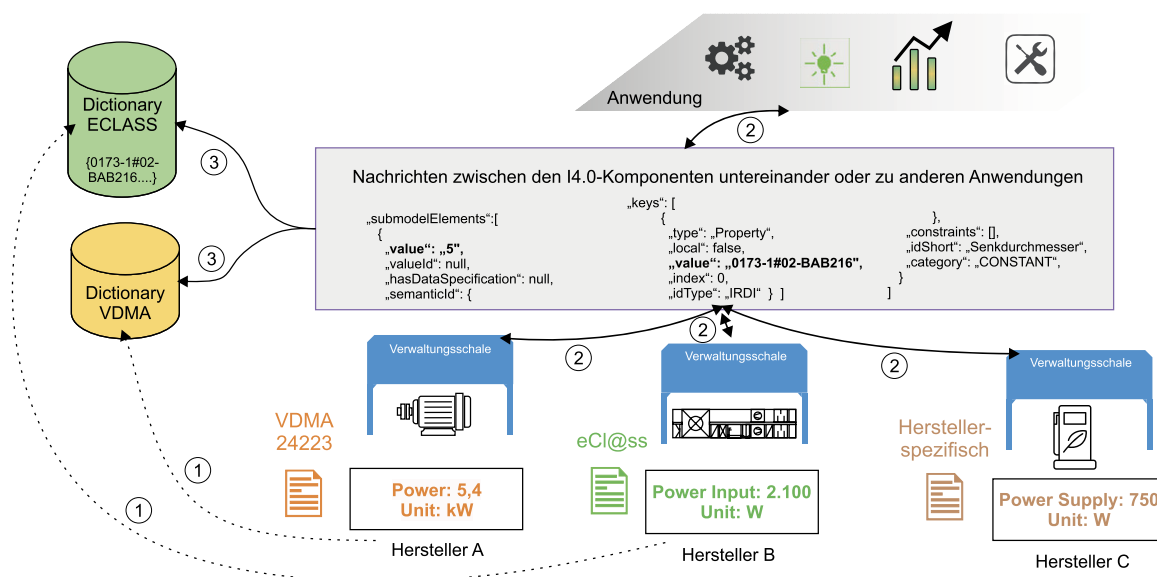 Anwendung
2
Dictionary
ECLASS
{0173-1#02-
BAB216....}
3
3
Dictionary
VDMA
Nachrichten zwischen den I4.0-Komponenten untereinander oder zu anderen Anwendungen
„submodelElements“:[
{
„value“: „5",
„valueId“: null,
„hasDataSpecification“: null,
„semanticId“: {
„keys“: [
{
„type“: „Property“,
„local“: false,
„value“: „0173-1#02-BAB216",
„index“: 0,
„idType“: „IRDI“ } ]
},
„constraints“: [],
„idShort“: „Senkdurchmesser“,
„category“: „CONSTANT“,
}
]
2
2
2
Verwaltungsschale
Verwaltungsschale
Verwaltungsschale
VDMA
24223
eCl@ss
Hersteller-
spezifisch
1
1
Power: 5,4
Unit: kW
Power Input: 2.100
Unit: W
Power Supply: 750
Unit: W
Hersteller A
Hersteller B
Hersteller C